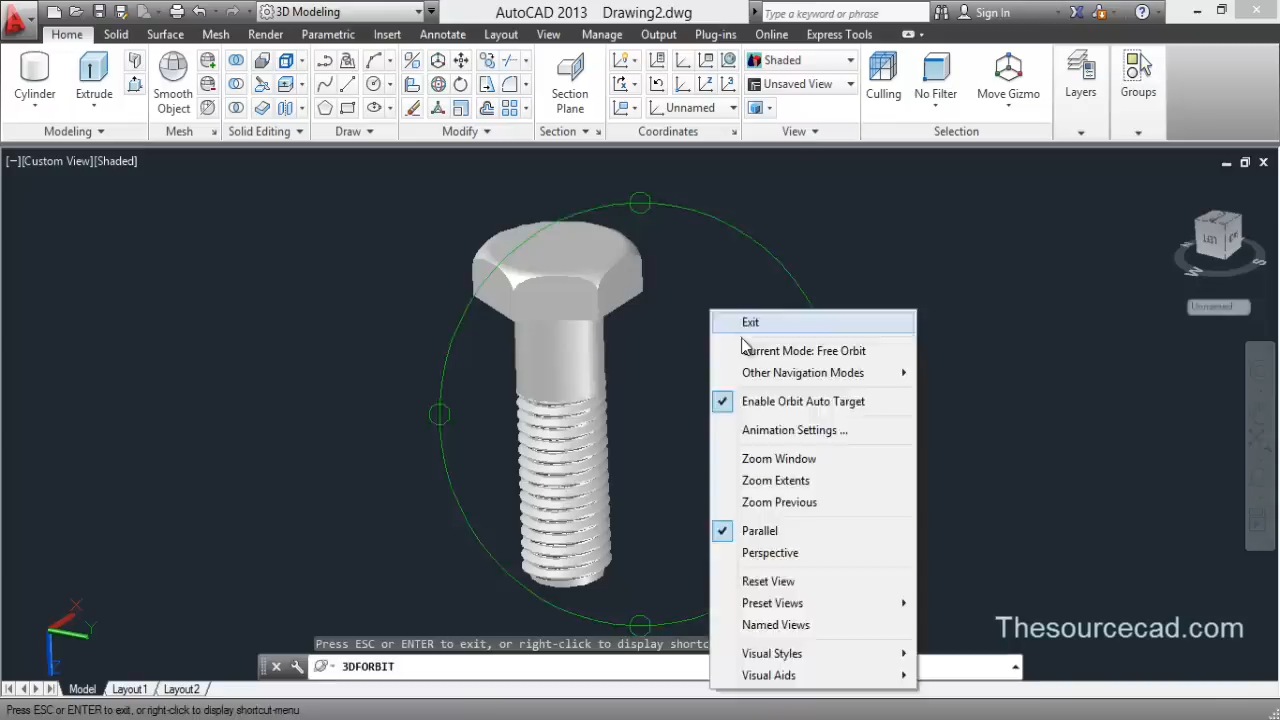 3D Modeling
AutoCAD 2013 Drawing2.dwg
Type a keyword or phrase
Sign In
Home Solid Surface Mesh Render Parametric Insert Annotate Layout View Manage Output Plug-ins Online Express Tools
Cylinder
Extrude
Smooth
Object
Section
Plane
Unnamed
Shaded
Unsaved View
Culling
No Filter
Move Gizmo
Layers
Groups
Modeling Mesh Solid Editing Draw Modify Section Coordinates View Selection
[−][Custom View][Shaded]
Unnamed
Exit
Current Mode: Free Orbit
Other Navigation Modes
Enable Orbit Auto Target
Animation Settings ...
Zoom Window
Zoom Extents
Zoom Previous
Parallel
Perspective
Reset View
Preset Views
Named Views
Visual Styles
Visual Aids
W
S
X
Y
Z
Thesourcecad.com
Press ESC or ENTER to exit, or right-click to display shortc
3DFORBIT
Model Layout1 Layout2
Press ESC or ENTER to exit, or right-click to display shortcut-menu